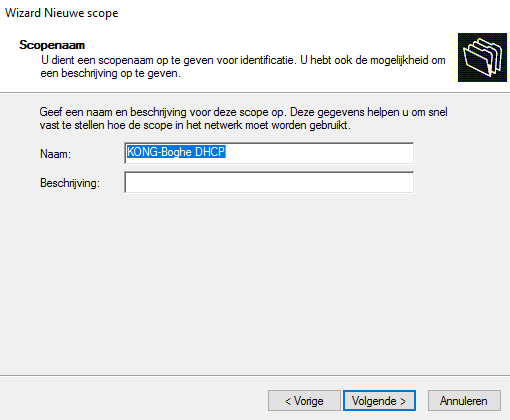 Wizard Nieuwe scope
Scopenaam
U dient een scopenaam op te geven voor identificatie. U hebt ook de mogelijkheid om
een beschrijving op te geven.
Geef een naam en beschrijving voor deze scope op. Deze gegevens helpen u om snel
vast te stellen hoe de scope in het netwerk moet worden gebruikt.
Naam: KONG-Boghe DHCP
Beschrijving:
< Vorige Volgende > Annuleren